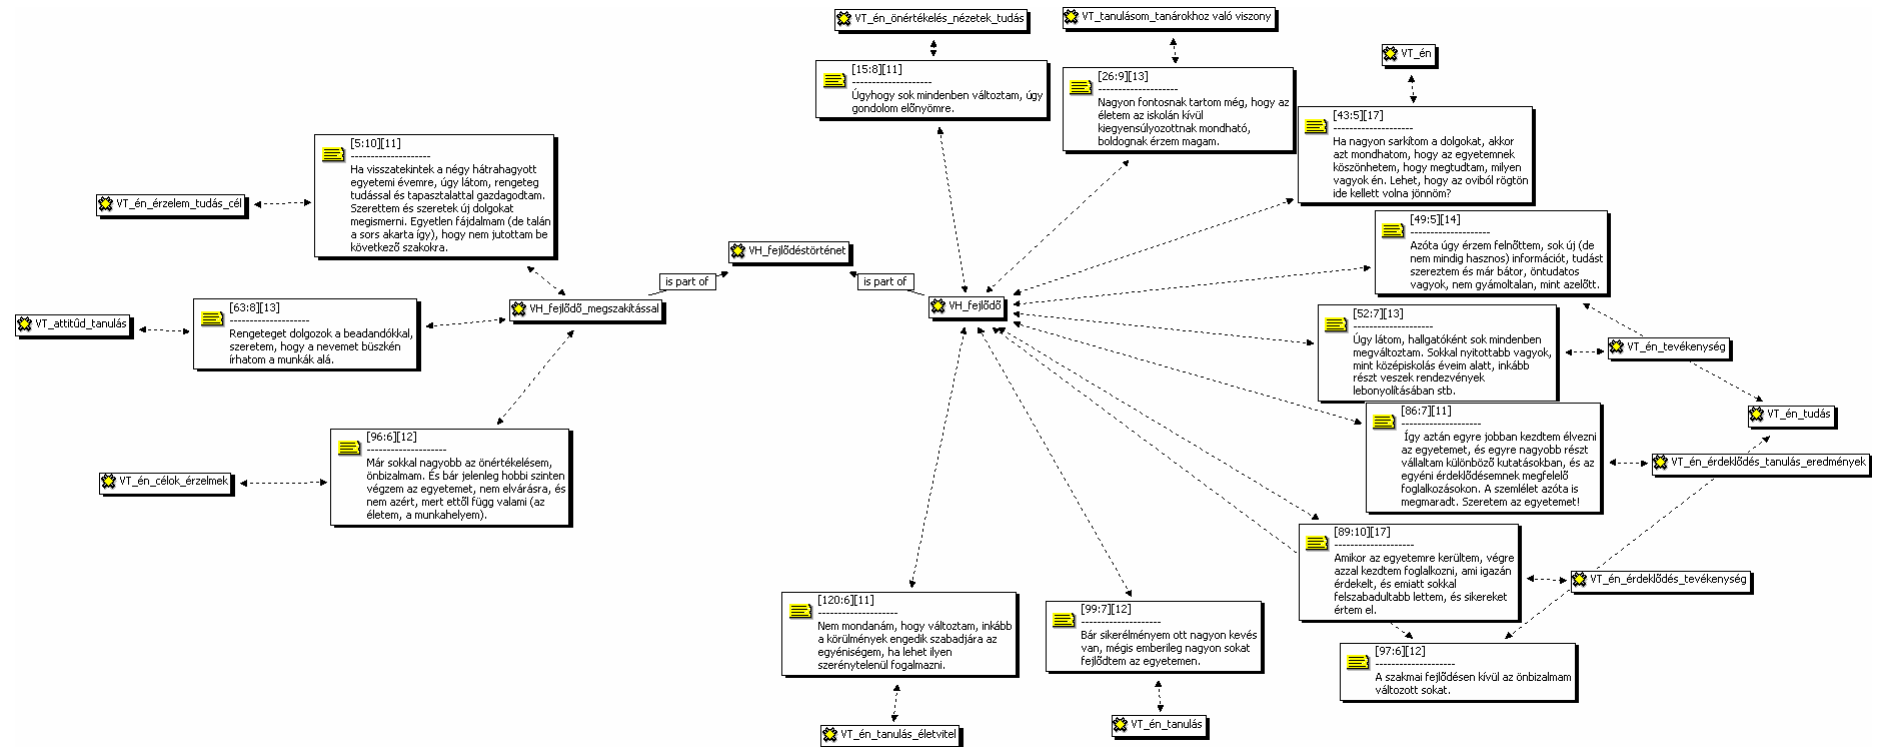 VT_én_önértékelés_nézetek_tudás
VT_tanulásom_tanárokhoz való viszony
VT_én
[15:8][11]
--------------------
Úgyhogy sok mindenben változtam, úgy
gondolom előnyömre.
[26:9][13]
--------------------
Nagyon fontosnak tartom még, hogy az
életem az iskolán kívül
kiegyensúlyozottnak mondható,
boldognak érzem magam.
[43:5][17]
--------------------
Ha nagyon sarkítom a dolgokat, akkor
azt mondhatom, hogy az egyetemnek
köszönhetem, hogy megtudtam, milyen
vagyok én. Lehet, hogy az oviból rögtön
ide kellett volna jönnöm?
[5:10][11]
--------------------
Ha visszatekintek a négy hátrahagyott
egyetemi évemre, úgy látom, rengeteg
tudással és tapasztalattal gazdagodtam.
Szerettem és szeretek új dolgokat
megismerni. Egyetlen fájdalmam (de talán
a sors akarta így), hogy nem jutottam be
következő szakokra.
VT_én_érzelem_tudás_cél
[49:5][14]
--------------------
Azóta úgy érzem felnőttem, sok új (de
nem mindig hasznos) információt, tudást
szereztem és már bátor, öntudatos
vagyok, nem gyámoltalan, mint azelőtt.
VH_fejlődéstörténet
is part of
is part of
VH_fejlődő_megszakítással
VH_fejlődő
[63:8][13]
--------------------
Rengeteget dolgozok a beadandókkal,
szeretem, hogy a nevemet büszkén
írhatom a munkák alá.
VT_attitûd_tanulás
[52:7][13]
--------------------
Úgy látom, hallgatóként sok mindenben
megváltoztam. Sokkal nyitottabb vagyok,
mint középiskolás éveim alatt, inkább
részt veszek rendezvények
lebonyolításában stb.
VT_én_tevékenység
VT_én_tudás
[86:7][11]
--------------------
Így aztán egyre jobban kezdtem élvezni
az egyetemet, és egyre nagyobb részt
vállaltam különböző kutatásokban, és az
egyéni érdeklődésemnek megfelelő
foglalkozásokon. A szemlélet azóta is
megmaradt. Szeretem az egyetemet!
VT_én_érdeklődés_tanulás_eredmények
[96:6][12]
--------------------
Már sokkal nagyobb az önértékelésem,
önbizalmam. És bár jelenleg hobbi szinten
végzem az egyetemet, nem elvárásra, és
nem azért, mert ettől függ valami (az
életem, a munkahelyem).
VT_én_célok_érzelmek
[89:10][17]
--------------------
Amikor az egyetemre kerültem, végre
azzal kezdtem foglalkozni, ami igazán
érdekelt, és emiatt sokkal
felszabadultabb lettem, és sikereket
értem el.
VT_én_érdeklődés_tevékenység
[120:6][11]
--------------------
Nem mondanám, hogy változtam, inkább
a körülmények engedik szabadjára az
egyéniségem, ha lehet ilyen
szerénytelenül fogalmazni.
[99:7][12]
--------------------
Bár sikerélményem ott nagyon kevés
van, mégis emberileg nagyon sokat
fejlődtem az egyetemen.
[97:6][12]
--------------------
A szakmai fejlődésen kívül az önbizalmam
változott sokat.
VT_én_tanulás_életvitel
VT_én_tanulás